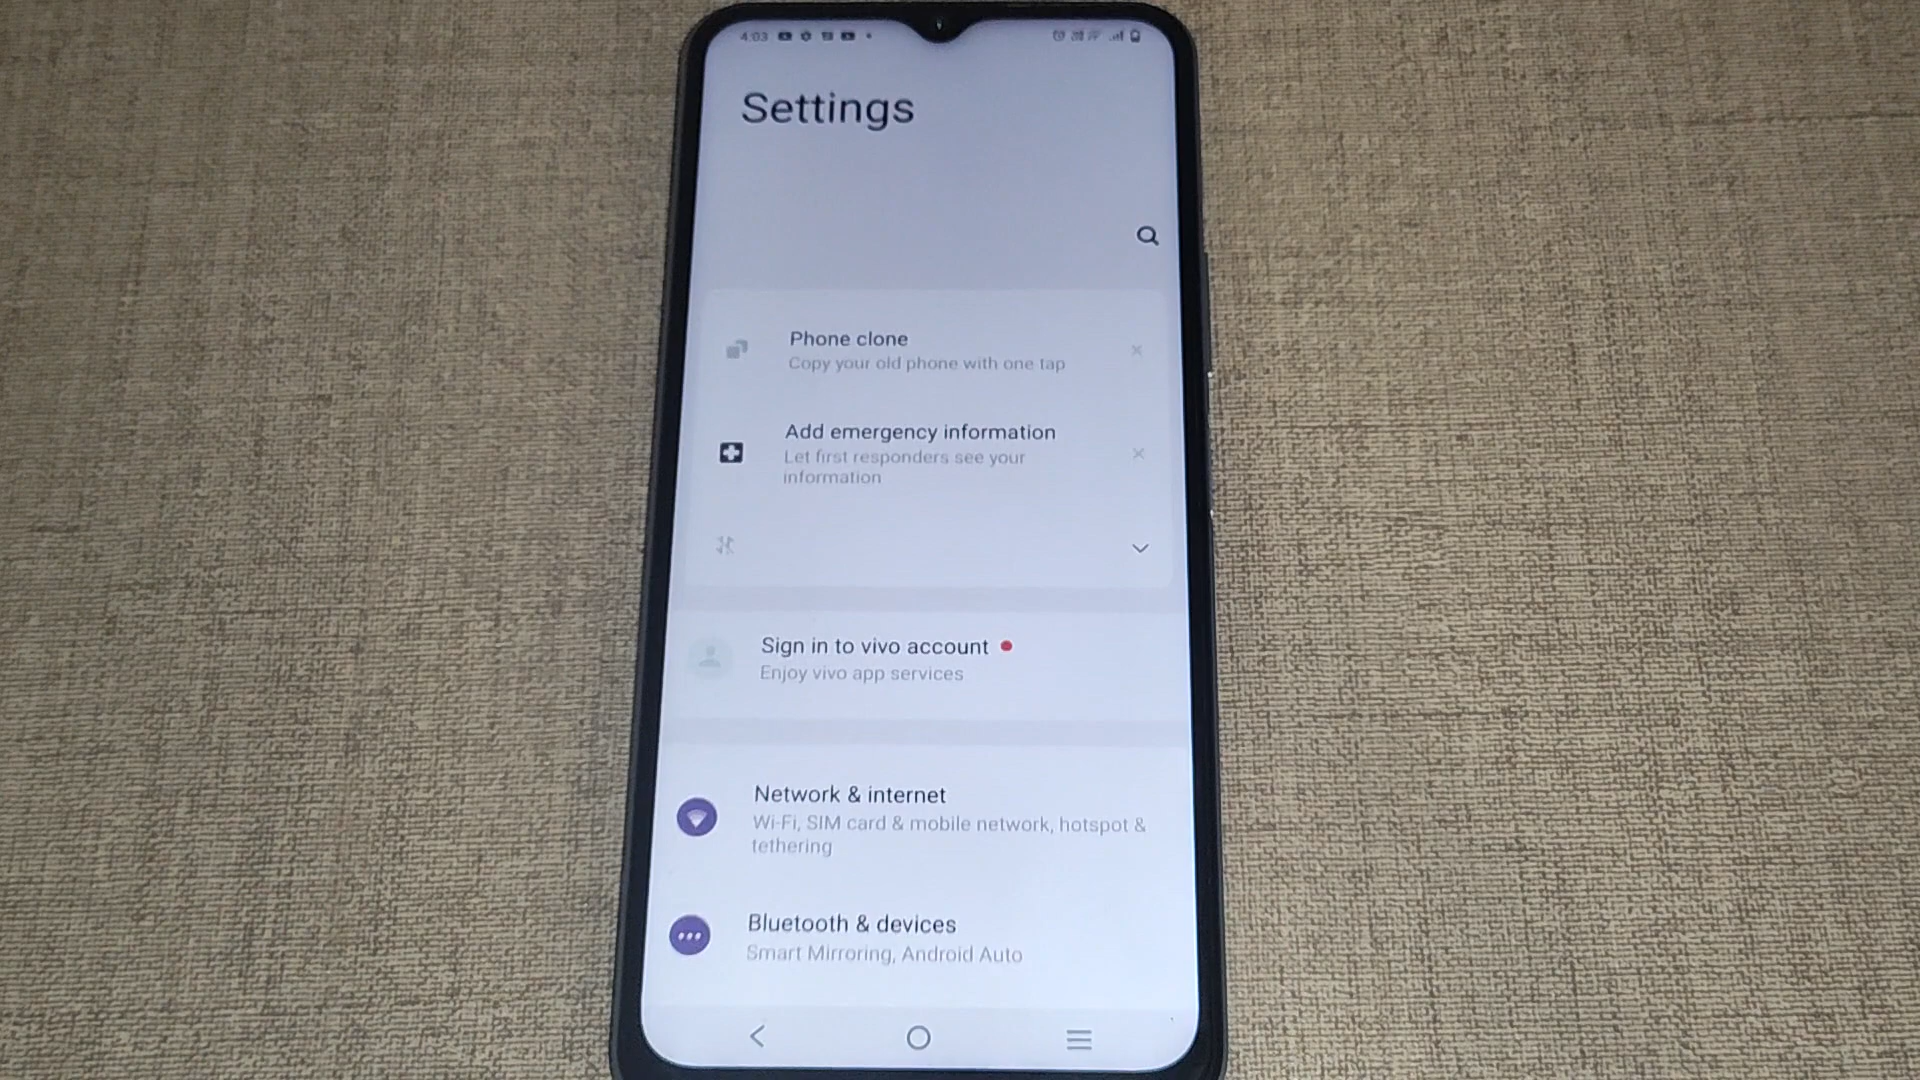 4:03
Settings
Phone clone
Copy your old phone with one tap
Add emergency information
Let first responders see your
information
Sign in to vivo account
Enjoy vivo app services
Network & internet
Wi-Fi, SIM card & mobile network, hotspot &
tethering
Bluetooth & devices
Smart Mirroring, Android Auto